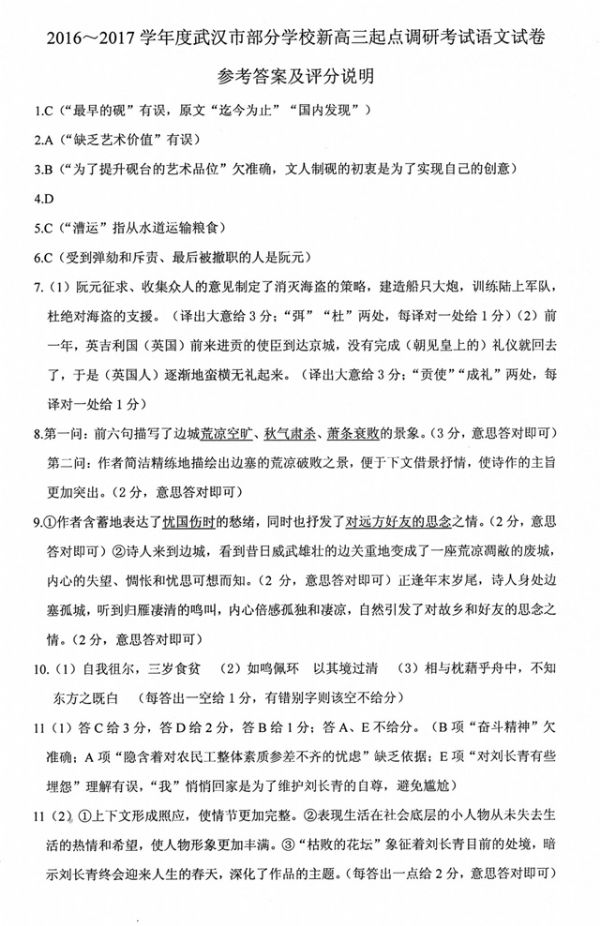 2016～2017 学年度武汉市部分学校新高三起点调研考试语文试卷
参考答案及评分说明
1.C（“最早的砚”有误，原文“迄今为止”“国内发现”）
2.A（“缺乏艺术价值”有误）
3.B（“为了提升砚台的艺术品位”欠准确，文人制砚的初衷是为了实现自己的创意）
4.D
5.C（“漕运”指从水道运输粮食）
6.C（受到弹劾和斥责、最后被撤职的人是阮元）
7.（1）阮元征求、收集众人的意见制定了消灭海盗的策略，建造船只大炮，训练陆上军队，
杜绝对海盗的支援。（译出大意给 3 分；“弭”“杜”两处，每译对一处给 1 分）（2）前
一年，英吉利国（英国）前来进贡的使臣到达京城，没有完成（朝见皇上的）礼仪就回去
了，于是（英国人）逐渐地蛮横无礼起来。（译出大意给 3 分；“贡使”“成礼”两处，每
译对一处给 1 分）
8.第一问：前六句描写了边城荒凉空旷、秋气肃杀、萧条衰败的景象。（3 分，意思答对即可）
第二问：作者简洁精练地描绘出边塞的荒凉破败之景，便于下文借景抒情，使诗作的主旨
更加突出。（2 分，意思答对即可）
9.①作者含蓄地表达了忧国伤时的愁绪，同时也抒发了对远方好友的思念之情。（2 分，意思
答对即可）②诗人来到边城，看到昔日威武雄壮的边关重地变成了一座荒凉凋敝的废城，
内心的失望、惆怅和忧思可想而知。（2 分，意思答对即可）正逢年末岁尾，诗人身处边
塞孤城，听到归雁凄清的鸣叫，内心倍感孤独和凄凉，自然引发了对故乡和好友的思念之
情。（2 分，意思答对即可）
10.（1）自我徂尔，三岁食贫 （2）如鸣佩环 以其境过清 （3）相与枕藉乎舟中，不知
东方之既白 （每答出一空给 1 分，有错别字则该空不给分）
11（1）答 C 给 3 分，答 D 给 2 分，答 B 给 1 分；答 A、E 不给分。（B 项“奋斗精神”欠
准确；A 项“隐含着对农民工整体素质参差不齐的忧虑”缺乏依据；E 项“对刘长青有些
埋怨”理解有误，“我”悄悄回家是为了维护刘长青的自尊，避免尴尬）
11（2）①上下文形成照应，使情节更加完整。②表现生活在社会底层的小人物从未失去生
活的热情和希望，使人物形象更加丰满。③“枯败的花坛”象征着刘长青目前的处境，暗
示刘长青终会迎来人生的春天，深化了作品的主题。（每答出一点给 2 分，意思答对即可）